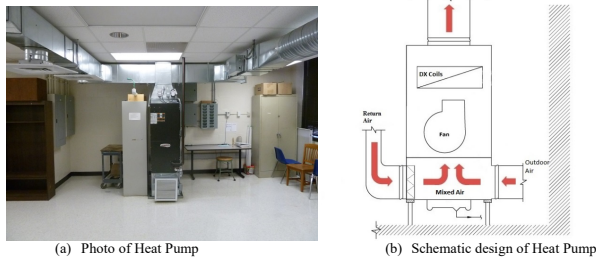 DX Coils
Return
Air
Fan
Outdoor
Air
Mixed Air
(a) Photo of Heat Pump
(b) Schematic design of Heat Pump